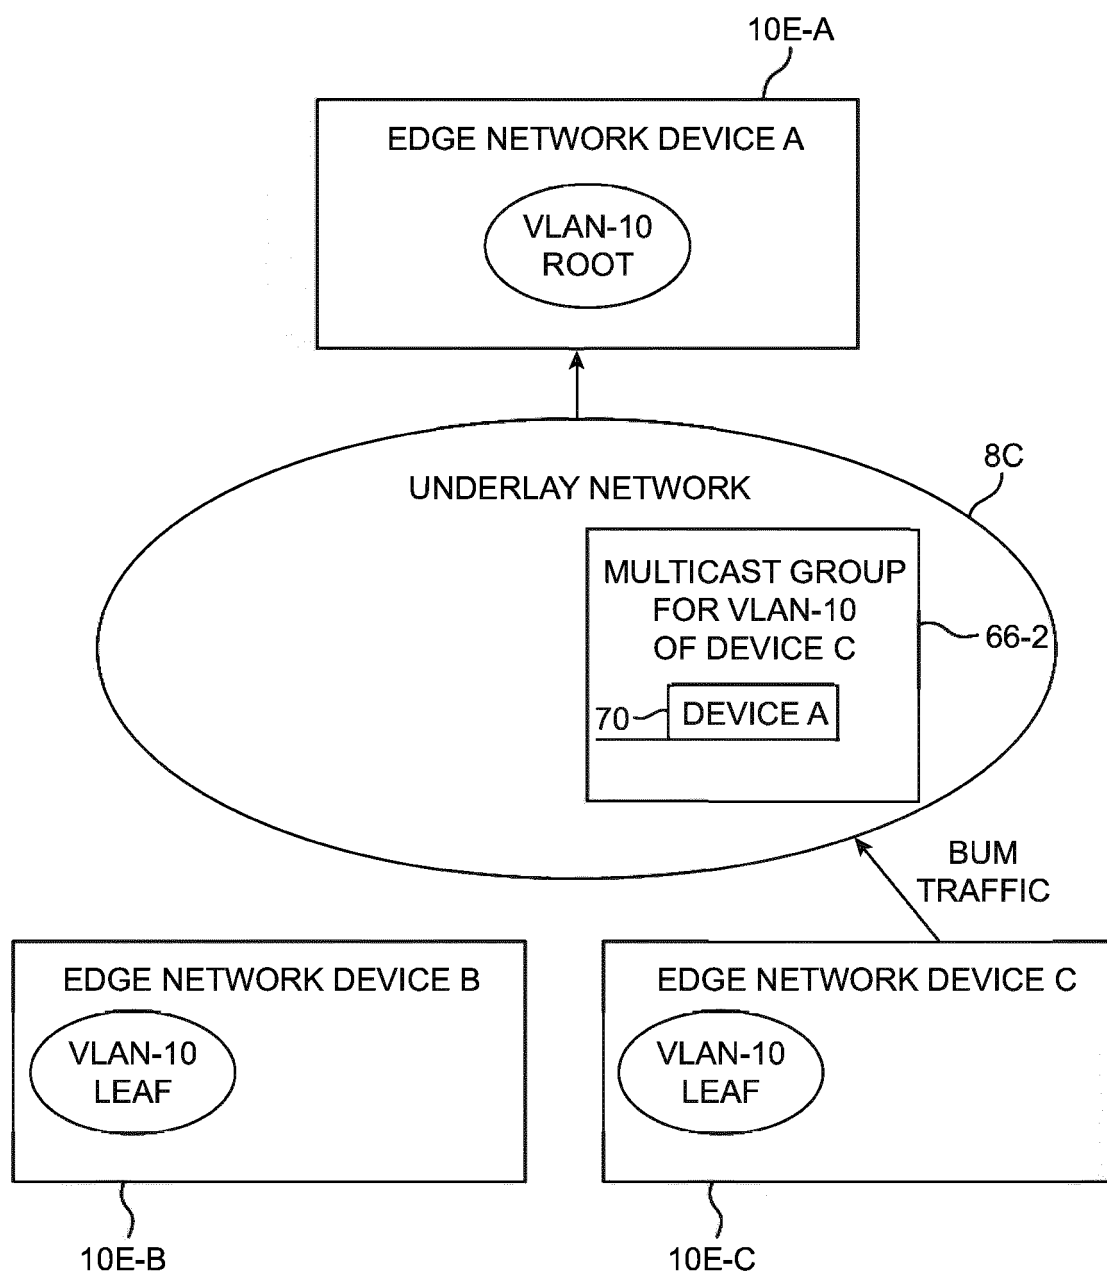 10E-A
EDGE NETWORK DEVICE A
VLAN-10
ROOT
8C
UNDERLAY NETWORK
MULTICAST GROUP
FOR VLAN-10
OF DEVICE C
66-2
70
DEVICE A
BUM
TRAFFIC
EDGE NETWORK DEVICE B
VLAN-10
LEAF
EDGE NETWORK DEVICE C
VLAN-10
LEAF
10E-B
10E-C